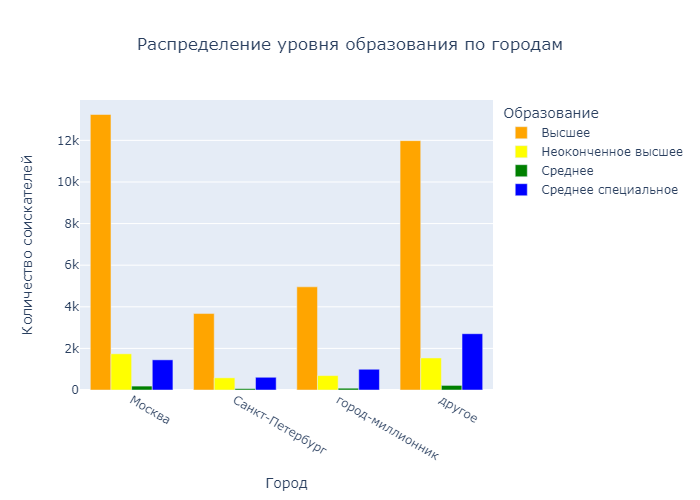 Распределение уровня образования по городам
Образование
Высшее
Неоконченное высшее
Среднее
Среднее специальное
Количество соискателей
12k
10k
8k
6k
4k
2k
0
Москва
Санкт-Петербург
город-миллионник
другое
Город